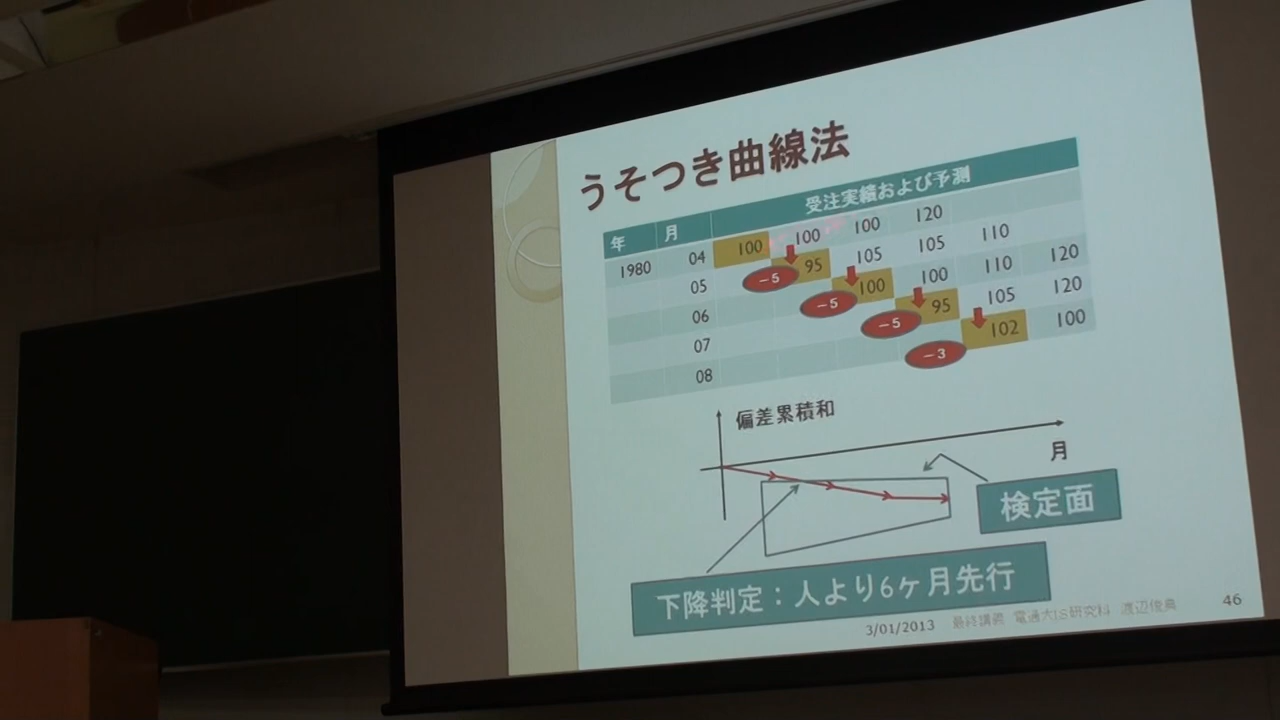 うそつき曲線法
年 月 受注実績および予測
1980 04 100 100 100 120
05 −5 95 105 105 110
06 −5 100 100 110 120
07 −5 95 105 120
08 −3 102 100
偏差累積和
月
検定面
下降判定：人より6ヶ月先行
3/01/2013 最終講義 電通大IS研究科 渡辺俊
46